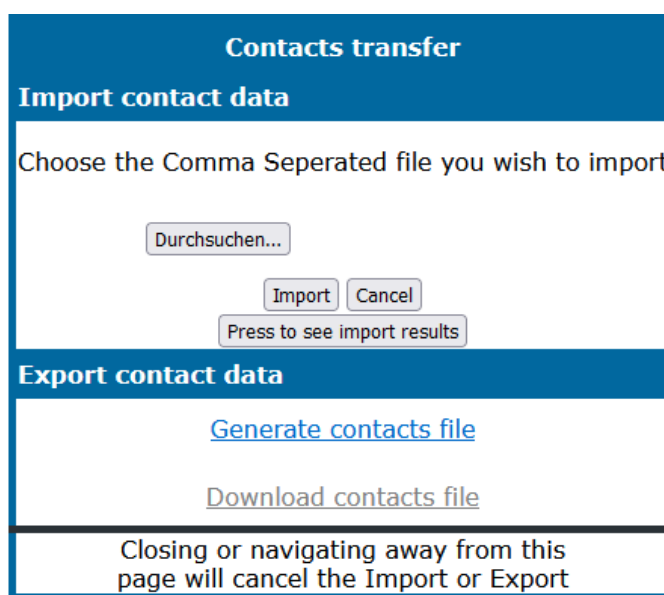 Contacts transfer
Import contact data
Choose the Comma Seperated file you wish to import
Durchsuchen...
Import Cancel
Press to see import results
Export contact data
Generate contacts file
Download contacts file
Closing or navigating away from this
page will cancel the Import or Export